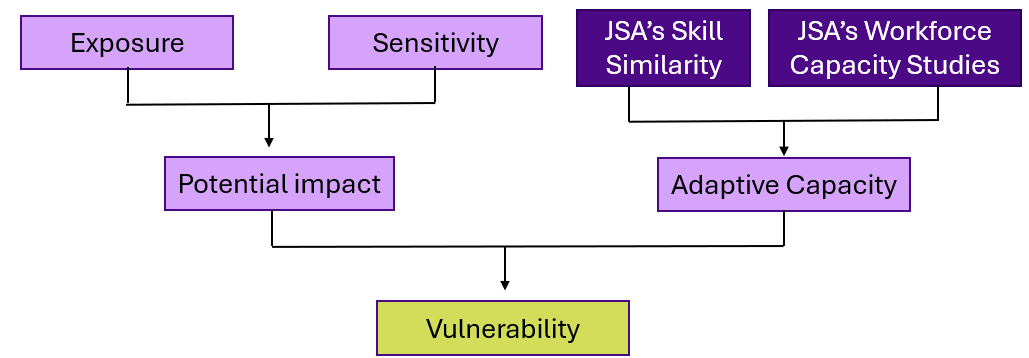 Exposure
Sensitivity
JSA’s Skill
Similarity
JSA’s Workforce
Capacity Studies
Potential impact
Adaptive Capacity
Vulnerability